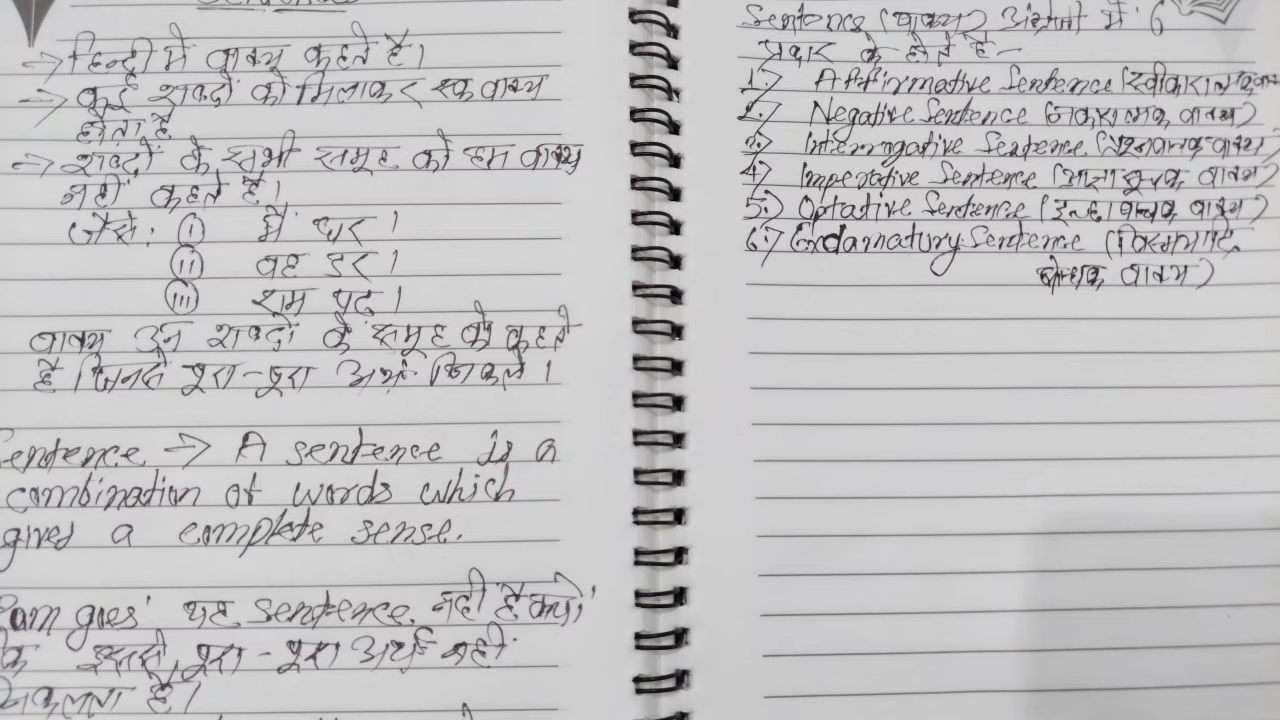 Sentence
→ हिन्दी में वाक्य कहते है।
→ कई शब्दों को मिलाकर एक वाक्य
होता है
→ शब्दों के सभी समूह को हम वाक्य
नहीं कहते है।
जैसे: (i) मैं घर।
(ii) वह डर।
(iii) राम पढ़।
वाक्य उन शब्दों के समूह को कहते
है जिनसे पूरा-पूरा अर्थ निकले।
Sentence → A sentence is a
combination of words which
gives a complete sense.
Ram goes' यह sentence नही है क्यों
कि इससे पूरा-पूरा अर्थ नही
निकलता है।
Sentence (वाक्य) अंग्रेजी में 6
प्रकार के होते है-
1.) Affirmative Sentence (स्वीकारात्मक
2.) Negative Sentence (नकरात्मक वाक्य)
3.) Interrogative Sentence (प्रश्नवाचक वाक्य)
4.) Imperative Sentence (आज्ञासूचक वाक्य)
5.) Optative Sentence (इच्छावाचक वाक्य)
6.) Exclamatury Sentence (विस्मयादि
बोधक वाक्य)